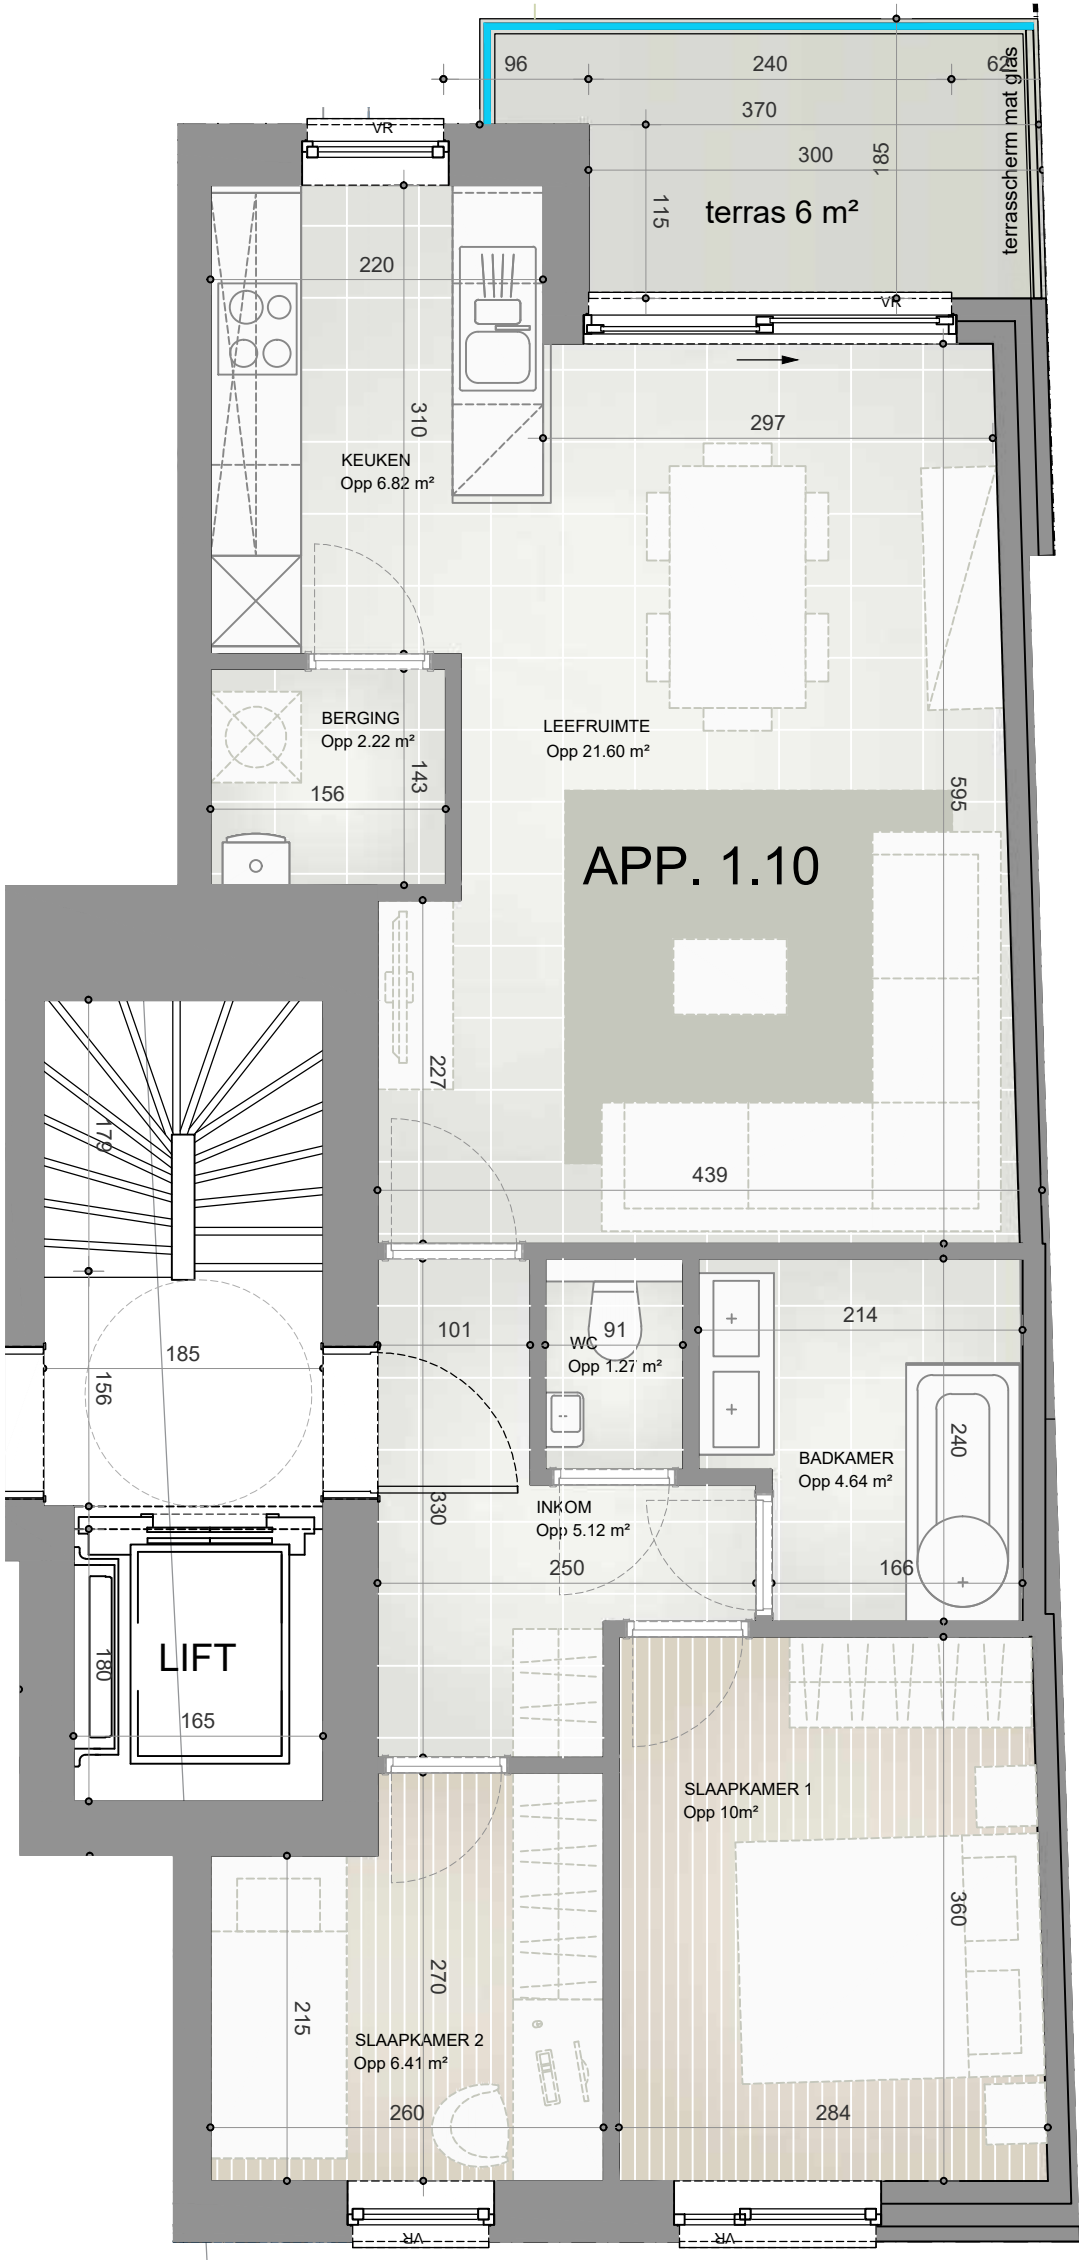 96
240
62
370
300
185
115
terras 6 m²
terrasscherm mat glas
VR
VR
220
310
297
KEUKEN
Opp 6.82 m²
BERGING
Opp 2.22 m²
143
156
LEEFRUIMTE
Opp 21.60 m²
595
APP. 1.10
227
179
439
101
91
WC
Opp 1.27 m²
214
185
156
240
BADKAMER
Opp 4.64 m²
330
INKOM
Opp 5.12 m²
250
166
LIFT
180
165
SLAAPKAMER 1
Opp 10m²
360
270
215
SLAAPKAMER 2
Opp 6.41 m²
260
284
VR
VR